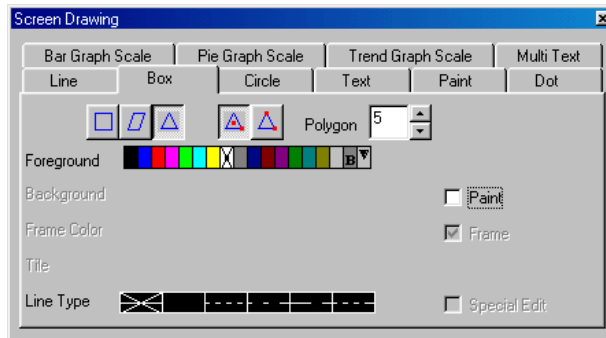 Screen Drawing
Bar Graph Scale Pie Graph Scale Trend Graph Scale Multi Text
Line Box Circle Text Paint Dot
Polygon 5
Foreground B
Background Paint
Frame Color Frame
Tile
Line Type Special Edit